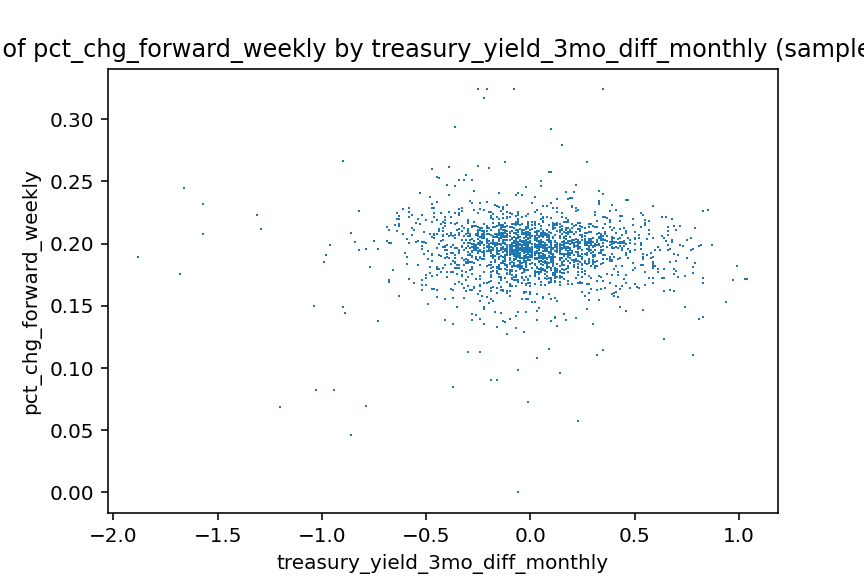 of pct_chg_forward_weekly by treasury_yield_3mo_diff_monthly (sample
pct_chg_forward_weekly
0.30
0.25
0.20
0.15
0.10
0.05
0.00
−2.0 −1.5 −1.0 −0.5 0.0 0.5 1.0
treasury_yield_3mo_diff_monthly